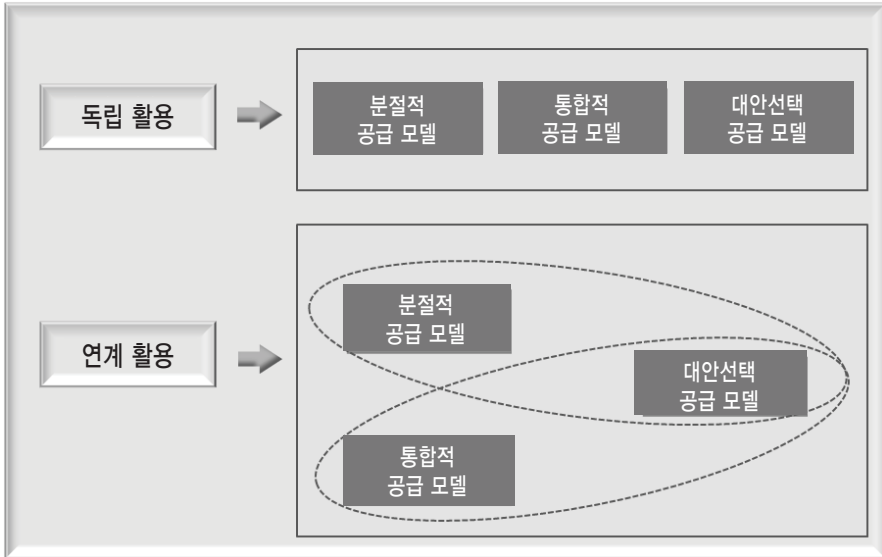 독립 활용
분절적
공급 모델
통합적
공급 모델
대안선택
공급 모델
연계 활용
분절적
공급 모델
대안선택
공급 모델
통합적
공급 모델